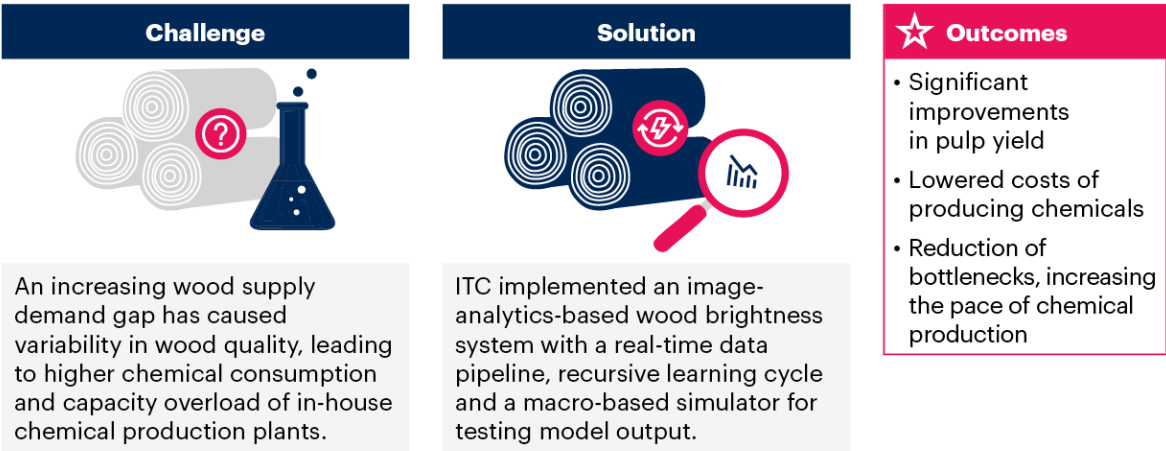 Challenge
An increasing wood supply
demand gap has caused
variability in wood quality, leading
to higher chemical consumption
and capacity overload of in-house
chemical production plants.
Solution
ITC implemented an image-
analytics-based wood brightness
system with a real-time data
pipeline, recursive learning cycle
and a macro-based simulator for
testing model output.
Outcomes
• Significant
improvements
in pulp yield
• Lowered costs of
producing chemicals
• Reduction of
bottlenecks, increasing
the pace of chemical
production